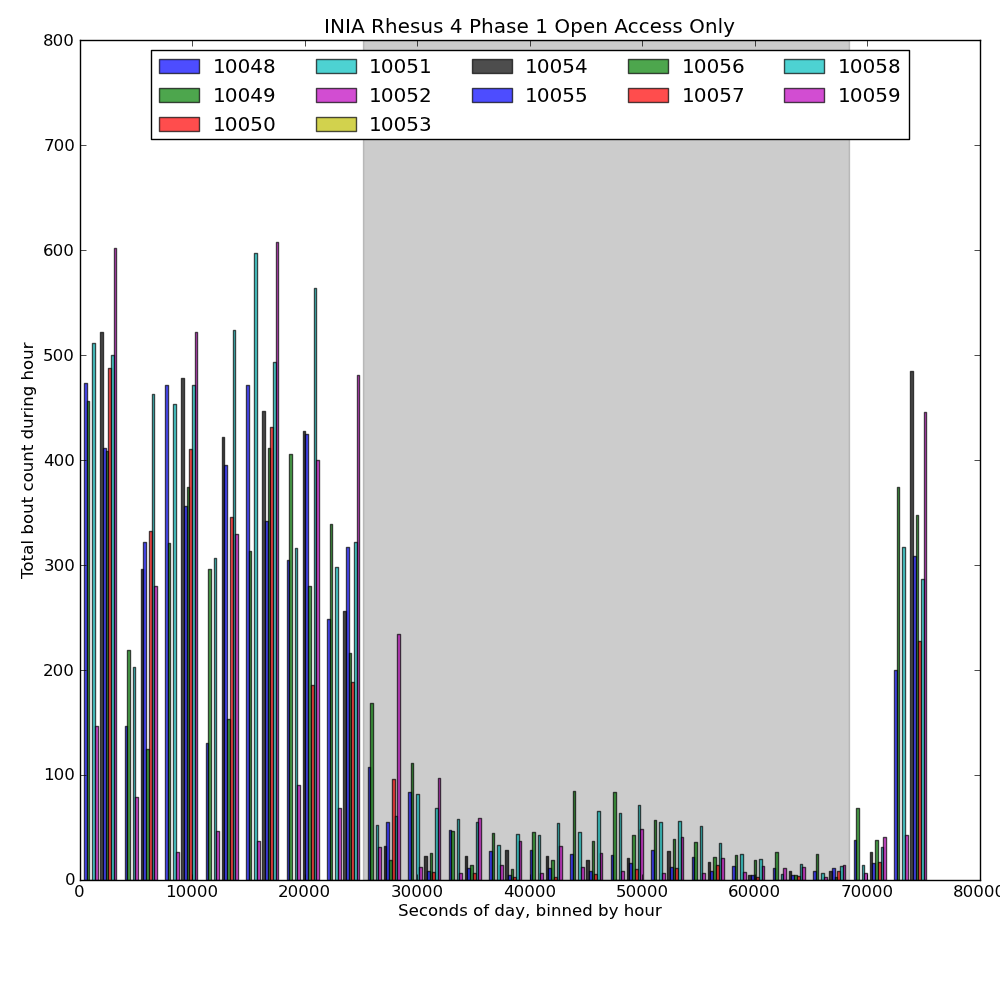 INIA Rhesus 4 Phase 1 Open Access Only
800
700
600
500
400
300
200
100
0
10048 10051 10054 10056 10058
10049 10052 10055 10057 10059
10050 10053
Total bout count during hour
0 10000 20000 30000 40000 50000 60000 70000 80000
Seconds of day, binned by hour